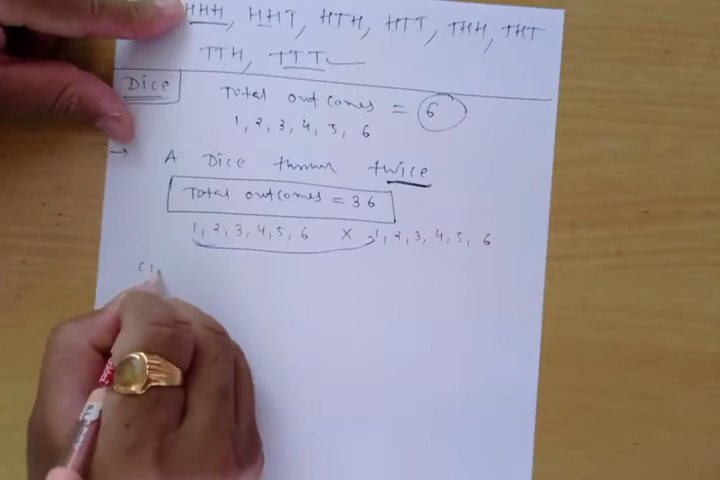 HHH, HHT, HTH, HTT, THH, THT
TTH, TTT
Dice
Total outcomes = 6
1, 2, 3, 4, 5, 6
→ A Dice thrown twice
Total outcomes = 36
1, 2, 3, 4, 5, 6 × 1, 2, 3, 4, 5, 6
(1,